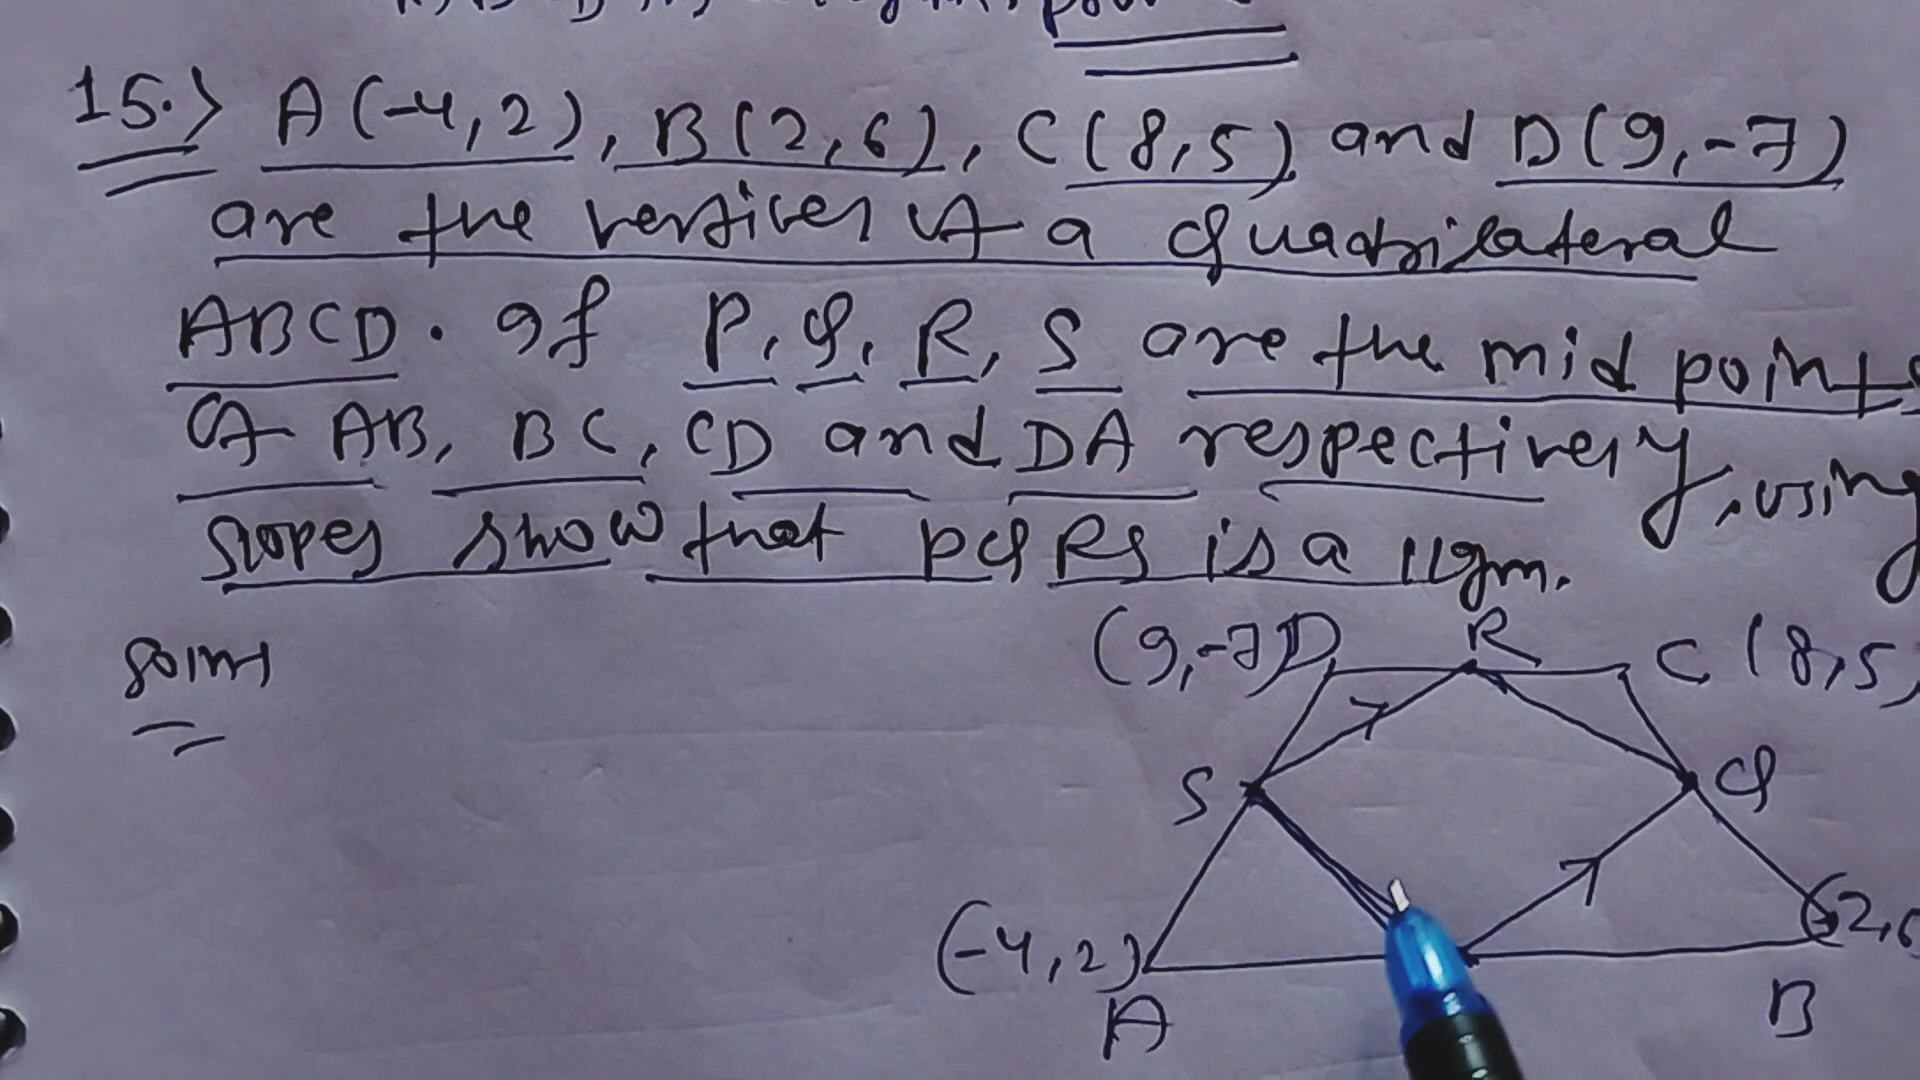 15.) A(-4,2), B(2,6), C(8,5) and D(9,-7)
are the vertices of a quadrilateral
ABCD. If P, Q, R, S are the mid points
of AB, BC, CD and DA respectively, using
slopes show that PQRS is a ||gm.
Soln
(9,-7)D R C (8,5)
S Q
(-4,2) (2,6
A B